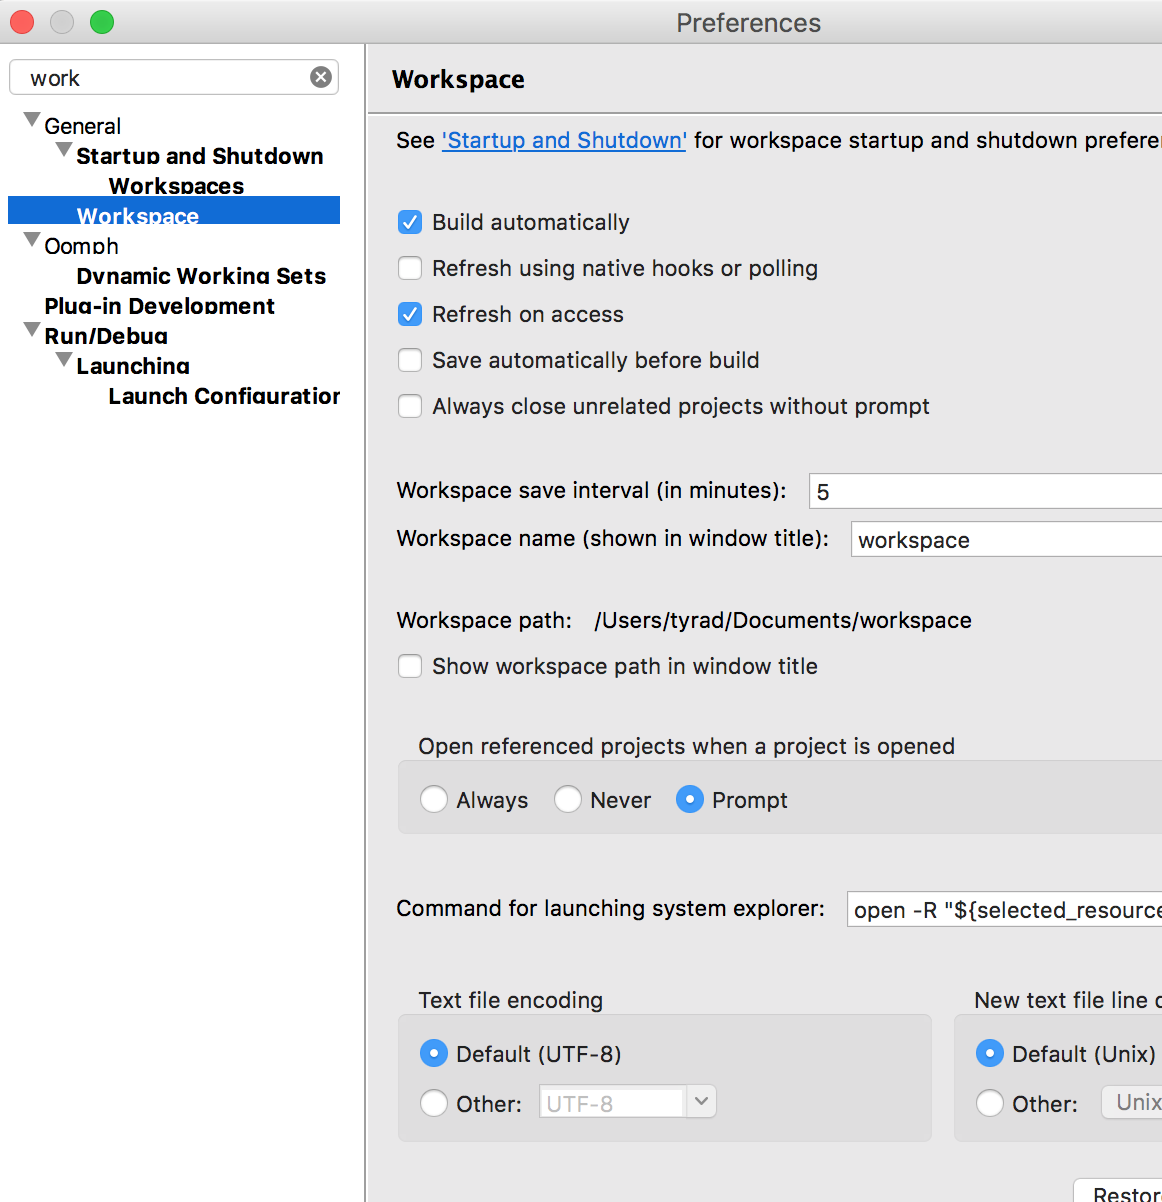 Preferences
work
General
Startup and Shutdown
Workspaces
Workspace
Oomph
Dynamic Working Sets
Plug-in Development
Run/Debug
Launching
Launch Configuration
Workspace
See 'Startup and Shutdown' for workspace startup and shutdown prefere
Build automatically
Refresh using native hooks or polling
Refresh on access
Save automatically before build
Always close unrelated projects without prompt
Workspace save interval (in minutes): 5
Workspace name (shown in window title): workspace
Workspace path: /Users/tyrad/Documents/workspace
Show workspace path in window title
Open referenced projects when a project is opened
Always Never Prompt
Command for launching system explorer: open -R "${selected_resource
Text file encoding
Default (UTF-8)
Other: UTF-8
New text file line d
Default (Unix)
Other: Unix
Restor